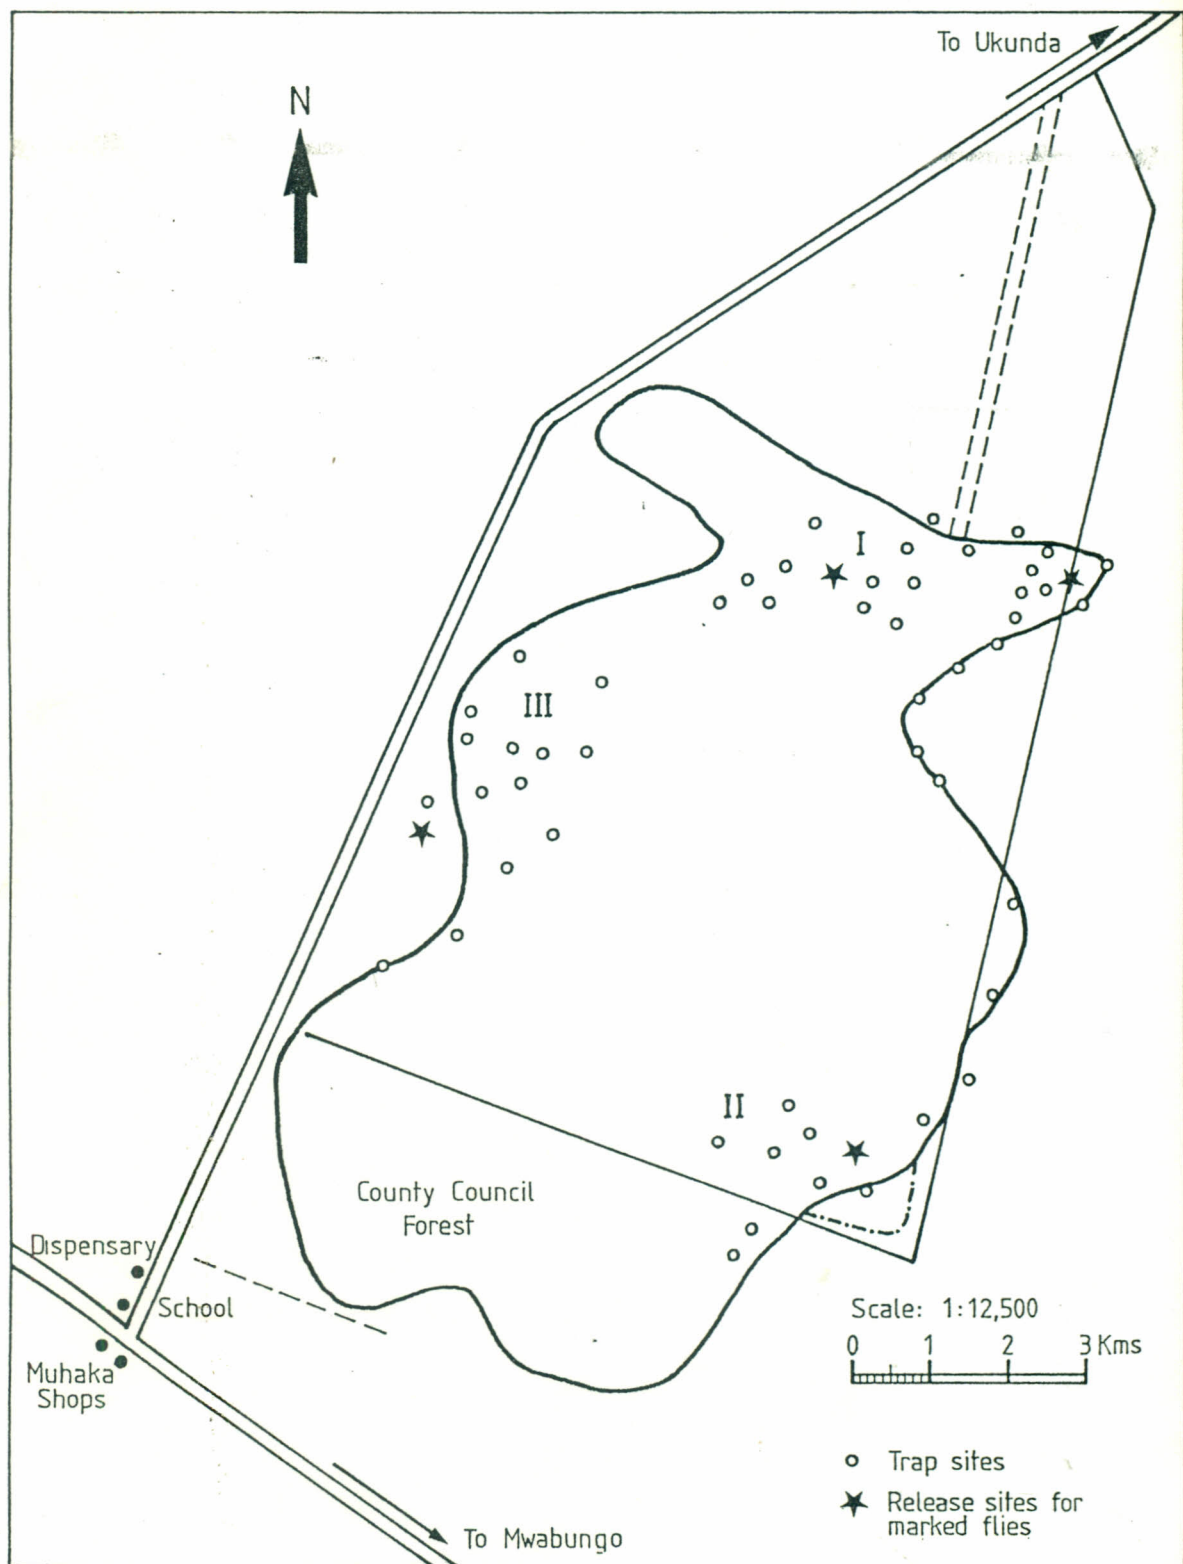 To Ukunda
N
I
III
II
County Council
Forest
Dispensary
School
Muhaka
Shops
Scale: 1:12,500
0 1 2 3 Kms
Trap sites
Release sites for
marked flies
To Mwabungo